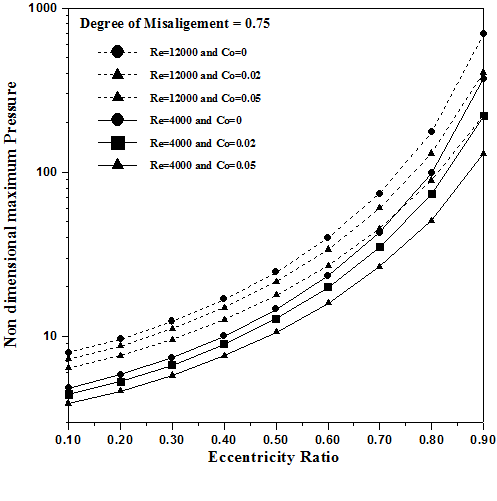 Degree of Misaligement = 0.75
Re=12000 and Co=0
Re=12000 and Co=0.02
Re=12000 and Co=0.05
Re=4000 and Co=0
Re=4000 and Co=0.02
Re=4000 and Co=0.05
Non dimensional maximum Pressure
1000
100
10
0.10 0.20 0.30 0.40 0.50 0.60 0.70 0.80 0.90
Eccentricity Ratio